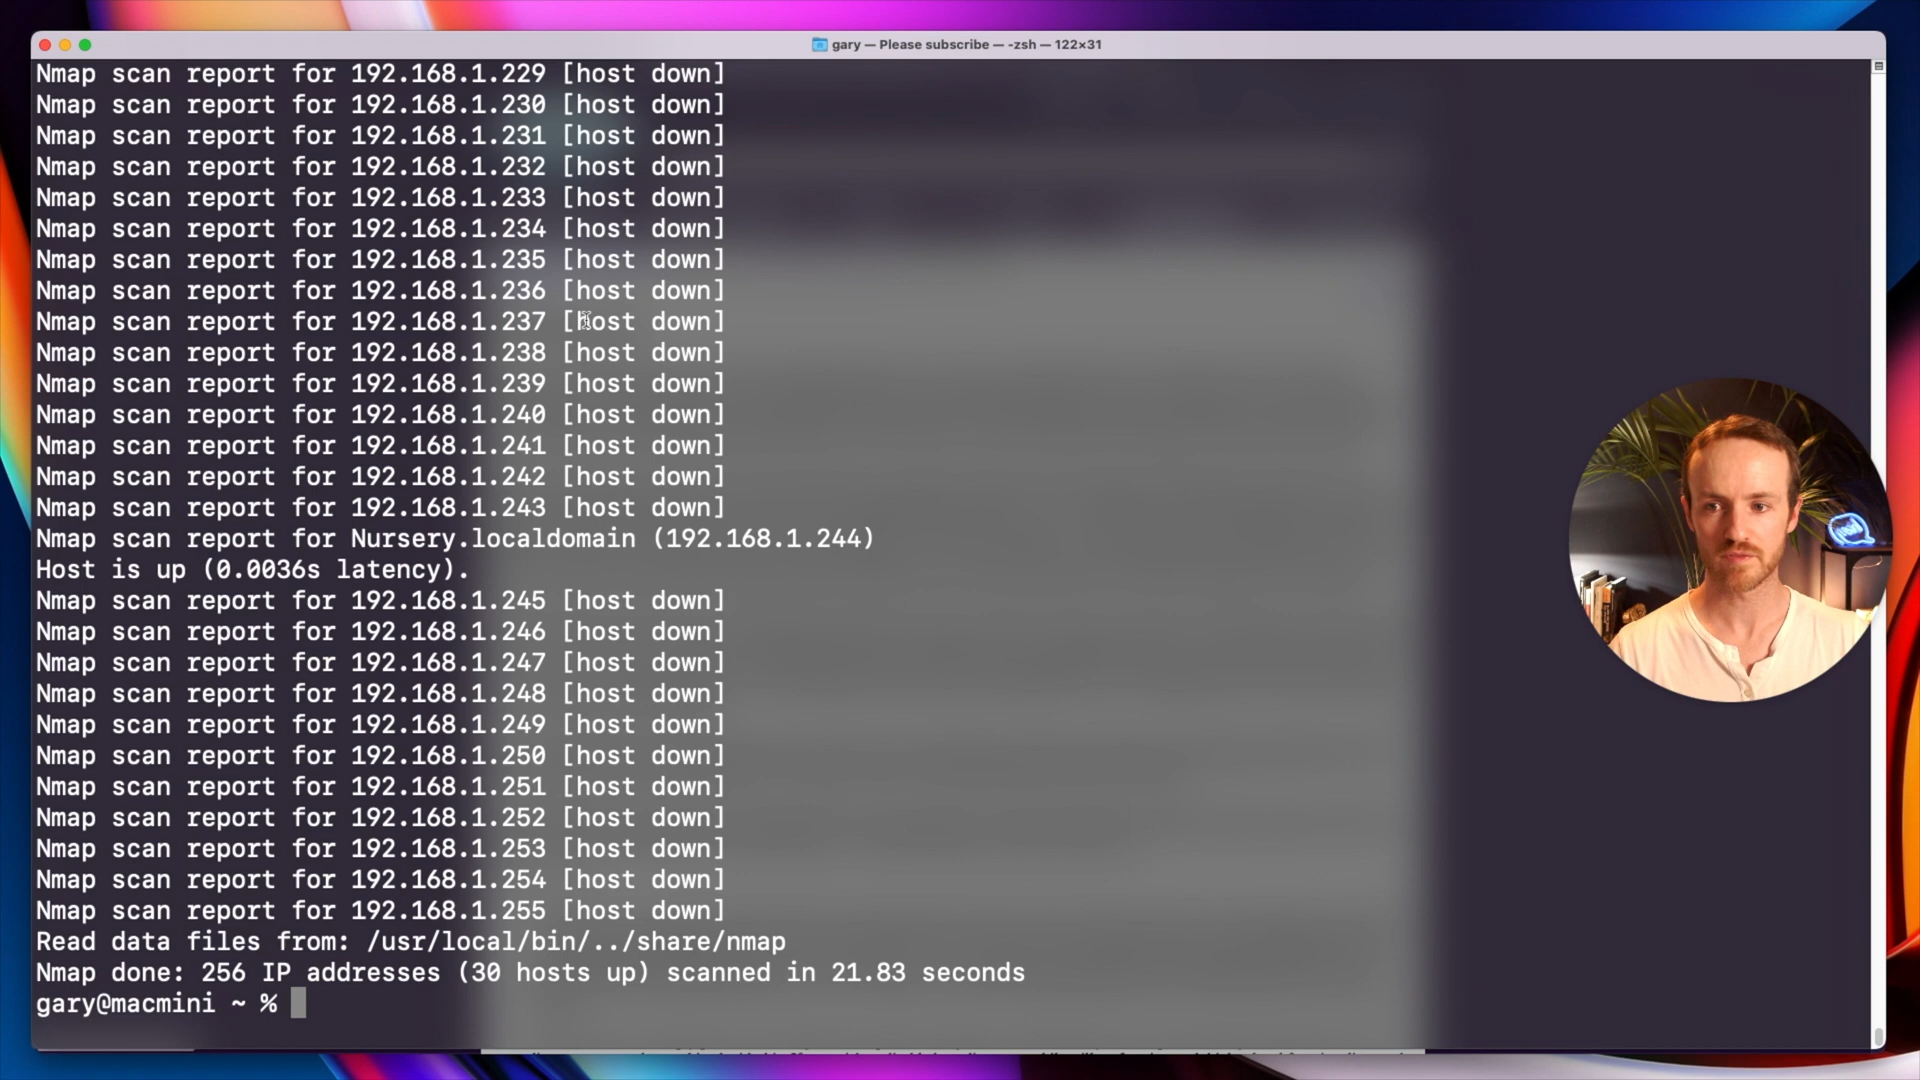 gary — Please subscribe — -zsh — 122×31
Nmap scan report for 192.168.1.229 [host down]
Nmap scan report for 192.168.1.230 [host down]
Nmap scan report for 192.168.1.231 [host down]
Nmap scan report for 192.168.1.232 [host down]
Nmap scan report for 192.168.1.233 [host down]
Nmap scan report for 192.168.1.234 [host down]
Nmap scan report for 192.168.1.235 [host down]
Nmap scan report for 192.168.1.236 [host down]
Nmap scan report for 192.168.1.237 [host down]
Nmap scan report for 192.168.1.238 [host down]
Nmap scan report for 192.168.1.239 [host down]
Nmap scan report for 192.168.1.240 [host down]
Nmap scan report for 192.168.1.241 [host down]
Nmap scan report for 192.168.1.242 [host down]
Nmap scan report for 192.168.1.243 [host down]
Nmap scan report for Nursery.localdomain (192.168.1.244)
Host is up (0.0036s latency).
Nmap scan report for 192.168.1.245 [host down]
Nmap scan report for 192.168.1.246 [host down]
Nmap scan report for 192.168.1.247 [host down]
Nmap scan report for 192.168.1.248 [host down]
Nmap scan report for 192.168.1.249 [host down]
Nmap scan report for 192.168.1.250 [host down]
Nmap scan report for 192.168.1.251 [host down]
Nmap scan report for 192.168.1.252 [host down]
Nmap scan report for 192.168.1.253 [host down]
Nmap scan report for 192.168.1.254 [host down]
Nmap scan report for 192.168.1.255 [host down]
Read data files from: /usr/local/bin/../share/nmap
Nmap done: 256 IP addresses (30 hosts up) scanned in 21.83 seconds
gary@macmini ~ %